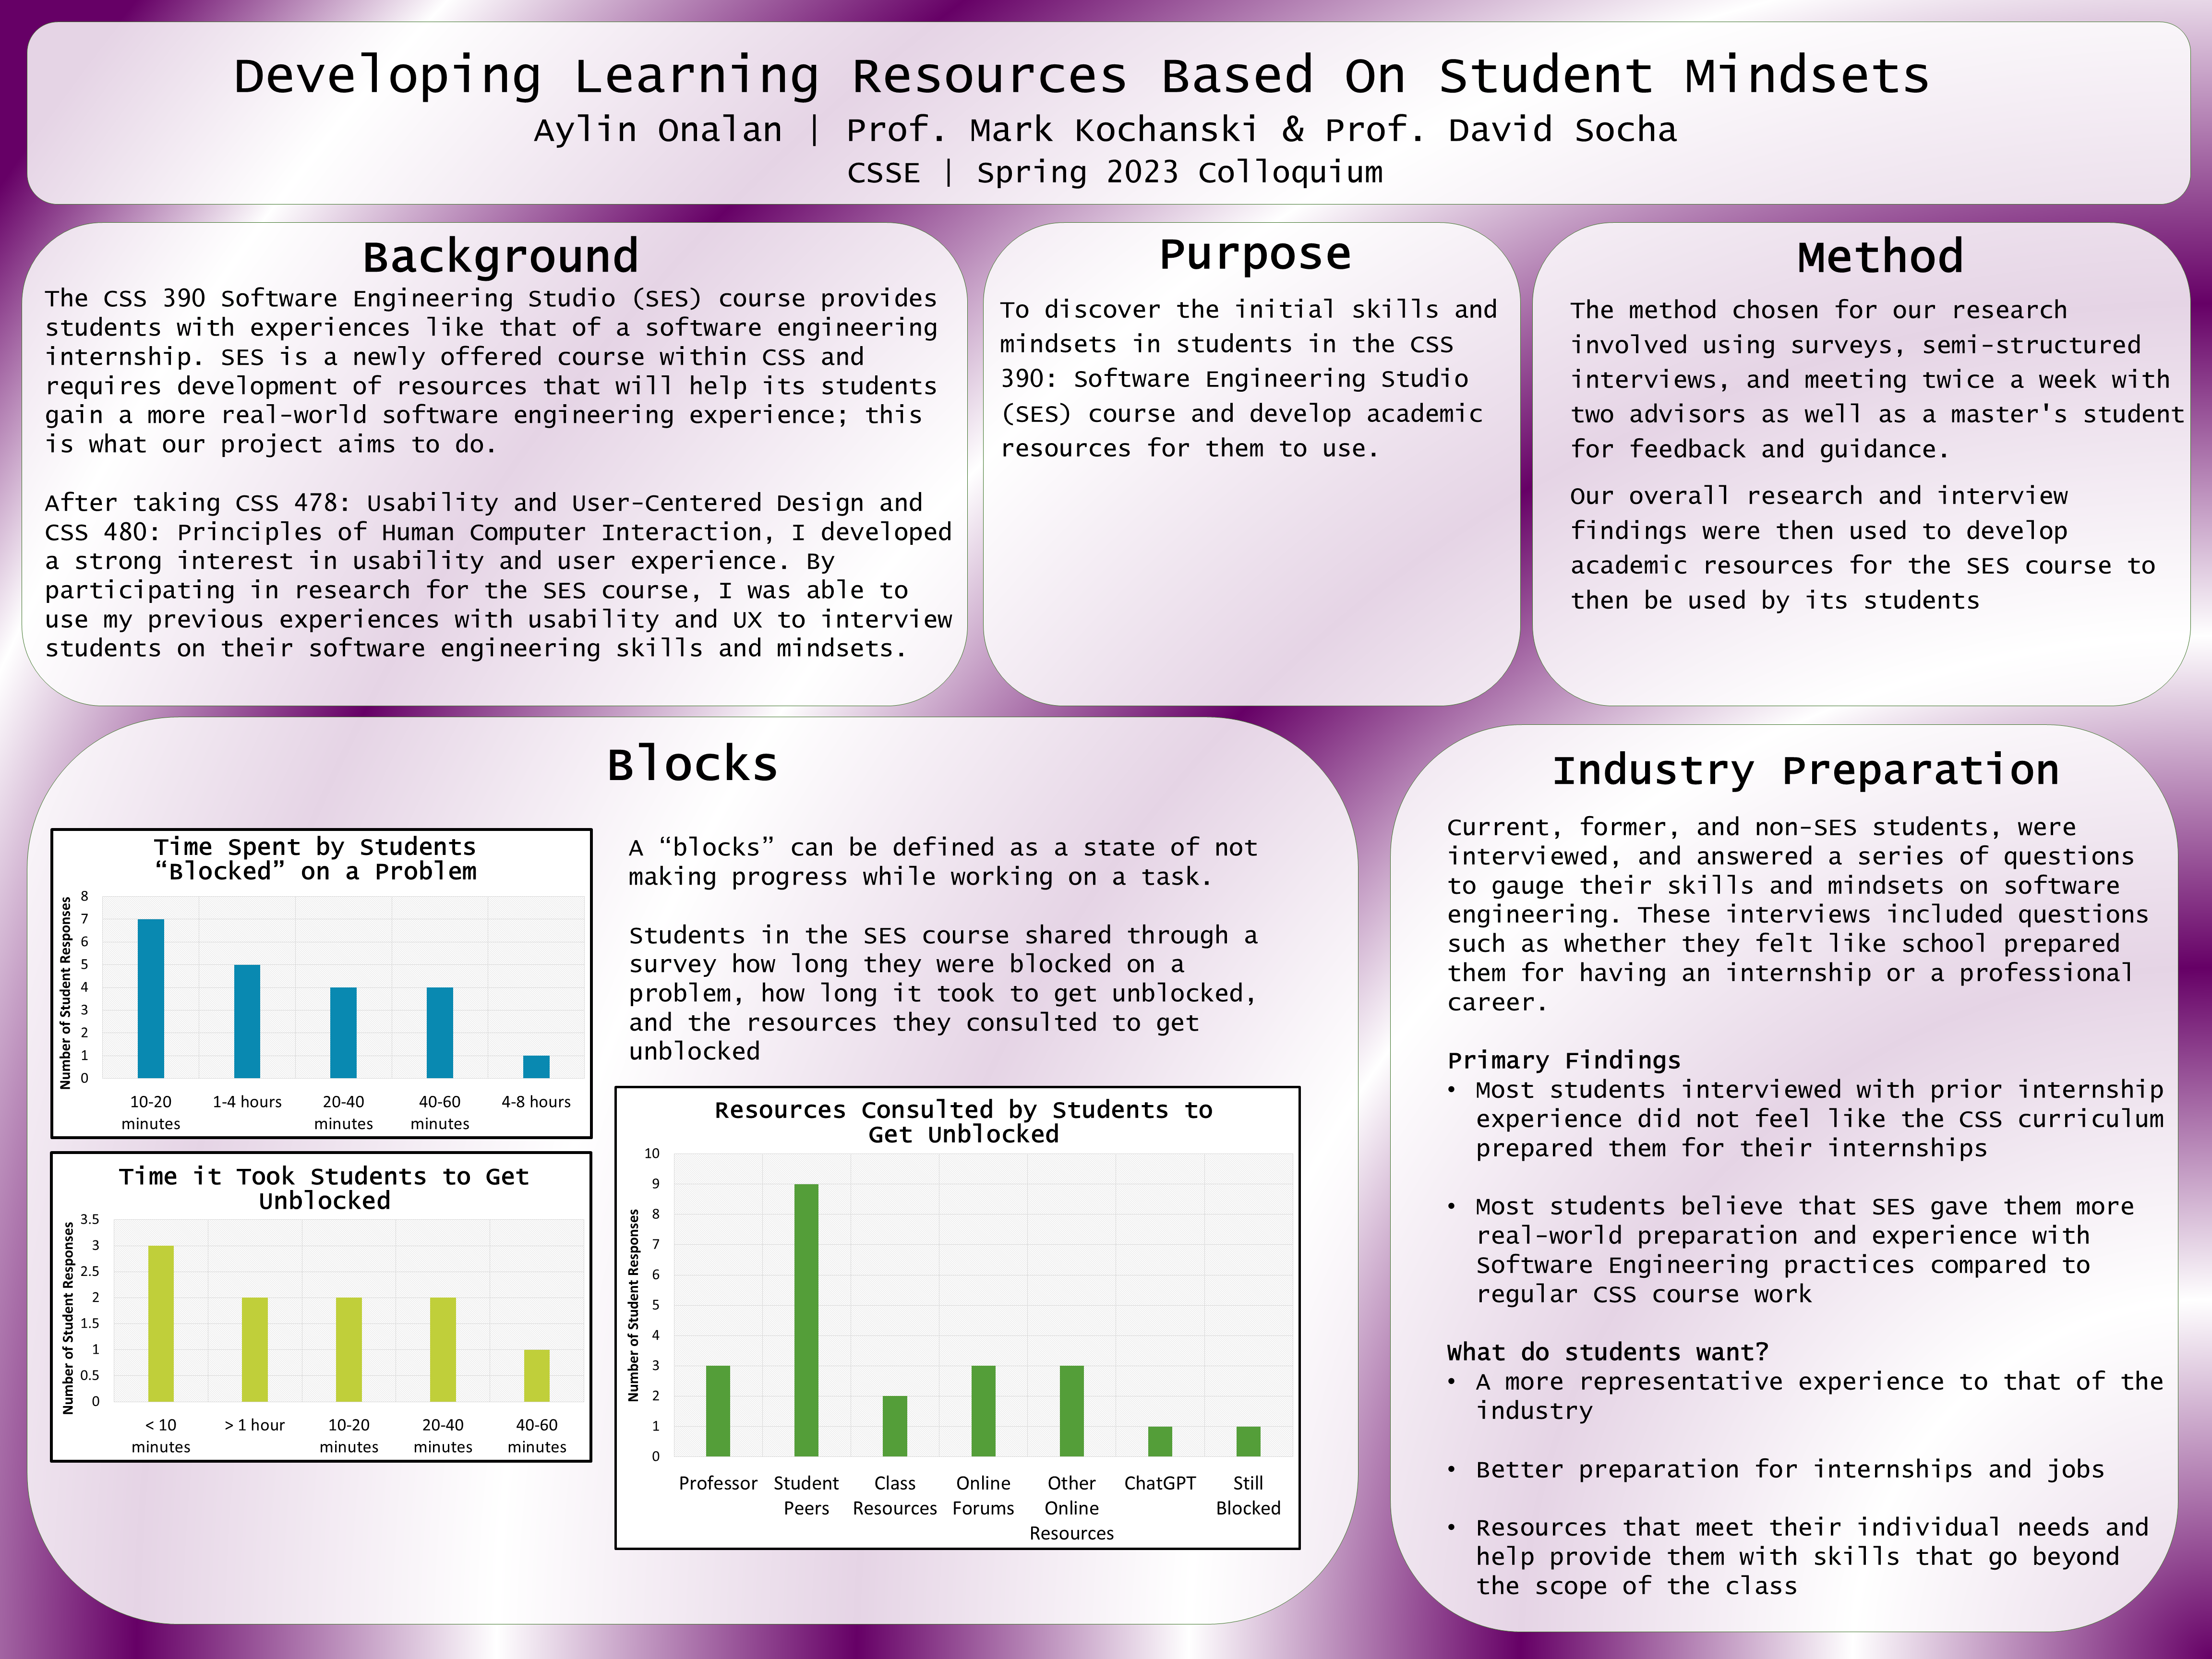 Developing Learning Resources Based On Student Mindsets
Aylin Onalan | Prof. Mark Kochanski & Prof. David Socha
CSSE | Spring 2023 Colloquium
Background
The CSS 390 Software Engineering Studio (SES) course provides
students with experiences like that of a software engineering
internship. SES is a newly offered course within CSS and
requires development of resources that will help its students
gain a more real-world software engineering experience; this
is what our project aims to do.
After taking CSS 478: Usability and User-Centered Design and
CSS 480: Principles of Human Computer Interaction, I developed
a strong interest in usability and user experience. By
participating in research for the SES course, I was able to
use my previous experiences with usability and UX to interview
students on their software engineering skills and mindsets.
Purpose
To discover the initial skills and
mindsets in students in the CSS
390: Software Engineering Studio
(SES) course and develop academic
resources for them to use.
Method
The method chosen for our research
involved using surveys, semi-structured
interviews, and meeting twice a week with
two advisors as well as a master's student
for feedback and guidance.
Our overall research and interview
findings were then used to develop
academic resources for the SES course to
then be used by its students
Blocks
Time Spent by Students
“Blocked” on a Problem
Number of Student Responses
8
7
6
5
4
3
2
1
0
10-20 minutes
1-4 hours
20-40 minutes
40-60 minutes
4-8 hours
Time it Took Students to Get
Unblocked
Number of Student Responses
3.5
3
2.5
2
1.5
1
0.5
0
< 10 minutes
> 1 hour
10-20 minutes
20-40 minutes
40-60 minutes
A “blocks” can be defined as a state of not
making progress while working on a task.
Students in the SES course shared through a
survey how long they were blocked on a
problem, how long it took to get unblocked,
and the resources they consulted to get
unblocked
Resources Consulted by Students to
Get Unblocked
Number of Student Responses
10
9
8
7
6
5
4
3
2
1
0
Professor
Student Peers
Class Resources
Online Forums
Other Online Resources
ChatGPT
Still Blocked
Industry Preparation
Current, former, and non-SES students, were
interviewed, and answered a series of questions
to gauge their skills and mindsets on software
engineering. These interviews included questions
such as whether they felt like school prepared
them for having an internship or a professional
career.
Primary Findings
• Most students interviewed with prior internship
experience did not feel like the CSS curriculum
prepared them for their internships
• Most students believe that SES gave them more
real-world preparation and experience with
Software Engineering practices compared to
regular CSS course work
What do students want?
• A more representative experience to that of the
industry
• Better preparation for internships and jobs
• Resources that meet their individual needs and
help provide them with skills that go beyond
the scope of the class